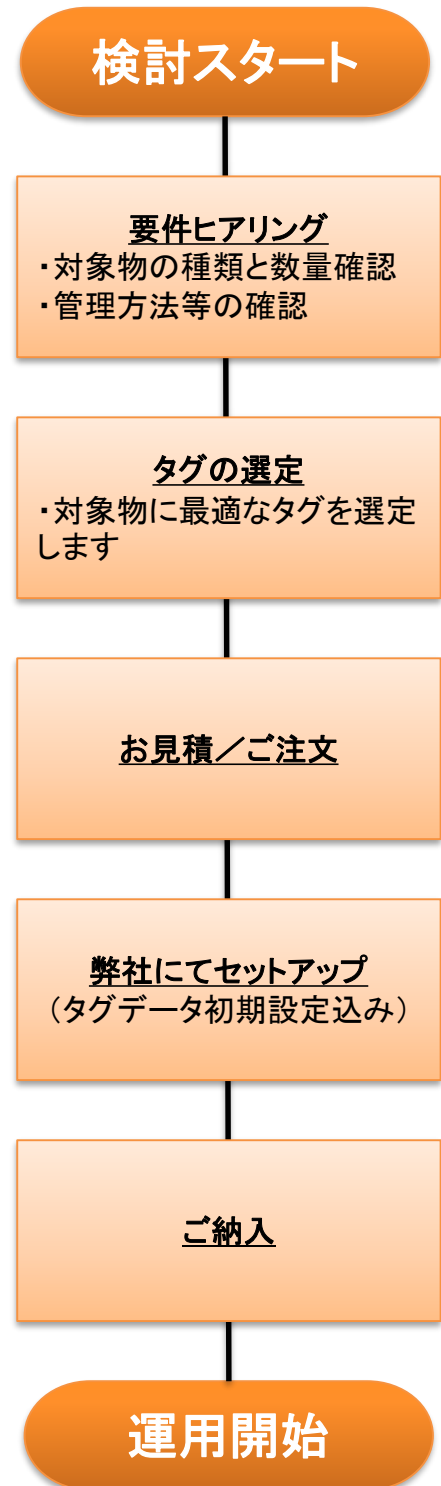 検討スタート
要件ヒアリング
・対象物の種類と数量確認
・管理方法等の確認
タグの選定
・対象物に最適なタグを選定
します
お見積／ご注文
弊社にてセットアップ
（タグデータ初期設定込み）
ご納入
運用開始